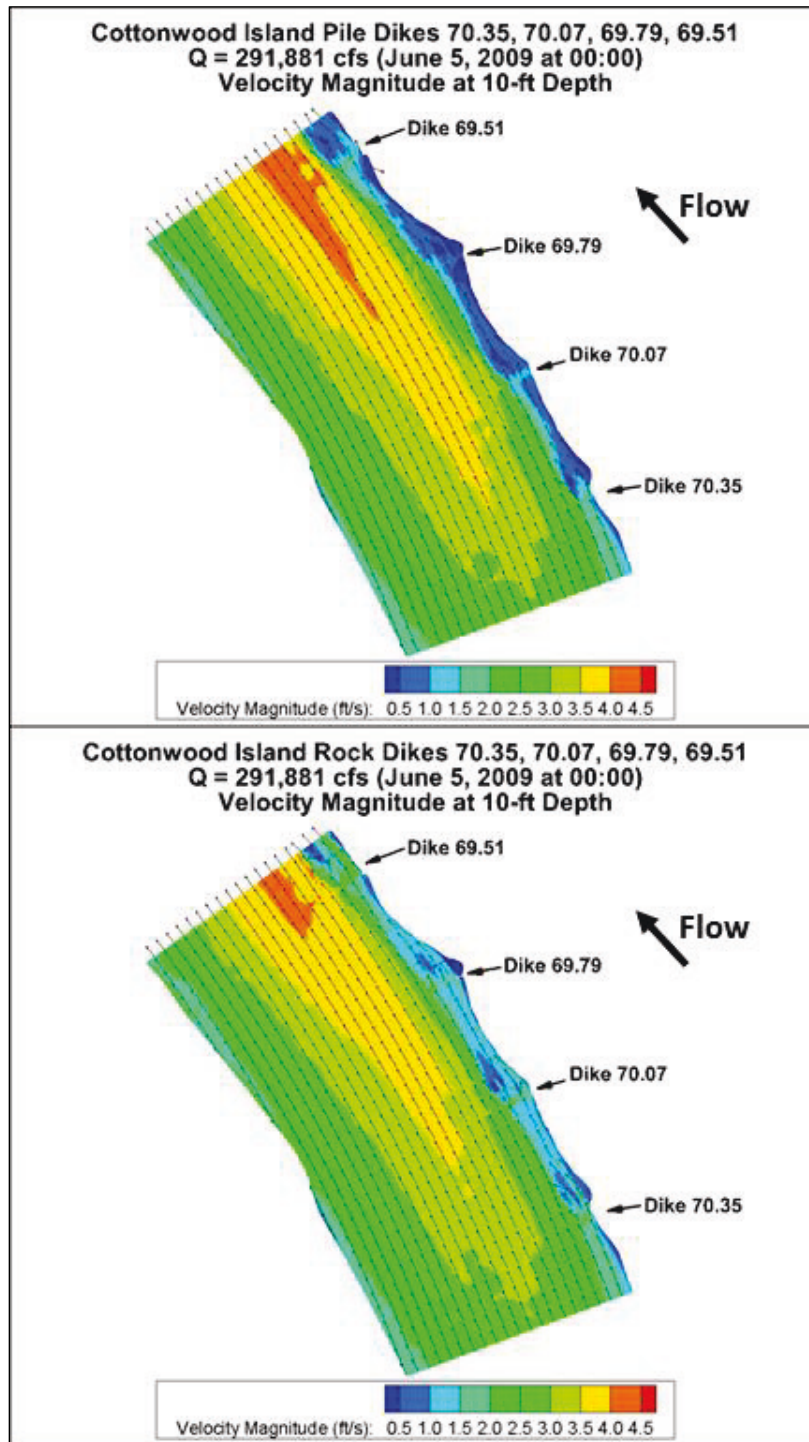 Cottonwood Island Pile Dikes 70.35, 70.07, 69.79, 69.51
Q = 291,881 cfs (June 5, 2009 at 00:00)
Velocity Magnitude at 10-ft Depth
Dike 69.51
Flow
Dike 69.79
Dike 70.07
Dike 70.35
Velocity Magnitude (ft/s): 0.5 1.0 1.5 2.0 2.5 3.0 3.5 4.0 4.5
Cottonwood Island Rock Dikes 70.35, 70.07, 69.79, 69.51
Q = 291,881 cfs (June 5, 2009 at 00:00)
Velocity Magnitude at 10-ft Depth
Dike 69.51
Flow
Dike 69.79
Dike 70.07
Dike 70.35
Velocity Magnitude (ft/s): 0.5 1.0 1.5 2.0 2.5 3.0 3.5 4.0 4.5